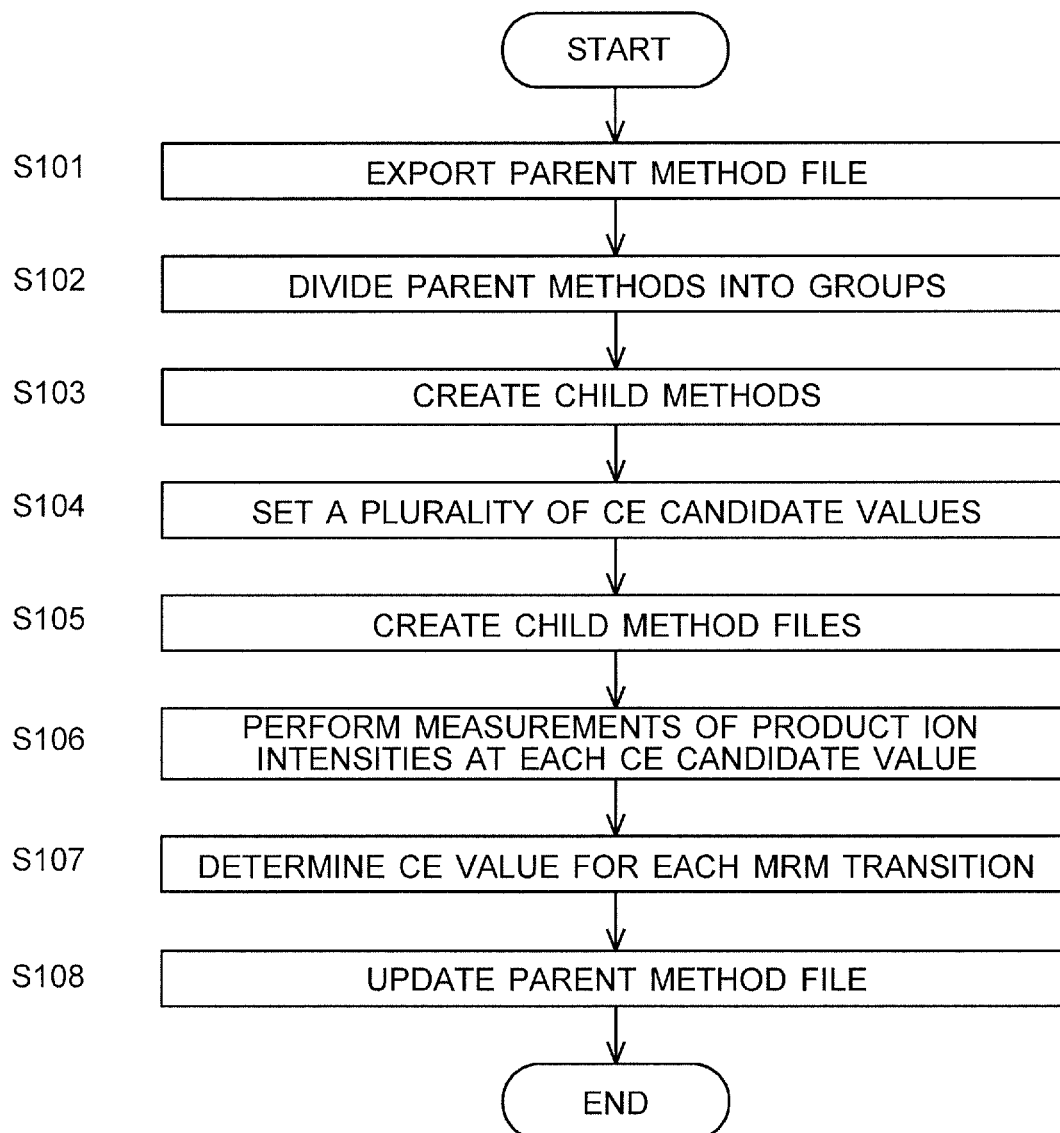 START
S101
EXPORT PARENT METHOD FILE
S102
DIVIDE PARENT METHODS INTO GROUPS
S103
CREATE CHILD METHODS
S104
SET A PLURALITY OF CE CANDIDATE VALUES
S105
CREATE CHILD METHOD FILES
S106
PERFORM MEASUREMENTS OF PRODUCT ION
INTENSITIES AT EACH CE CANDIDATE VALUE
S107
DETERMINE CE VALUE FOR EACH MRM TRANSITION
S108
UPDATE PARENT METHOD FILE
END